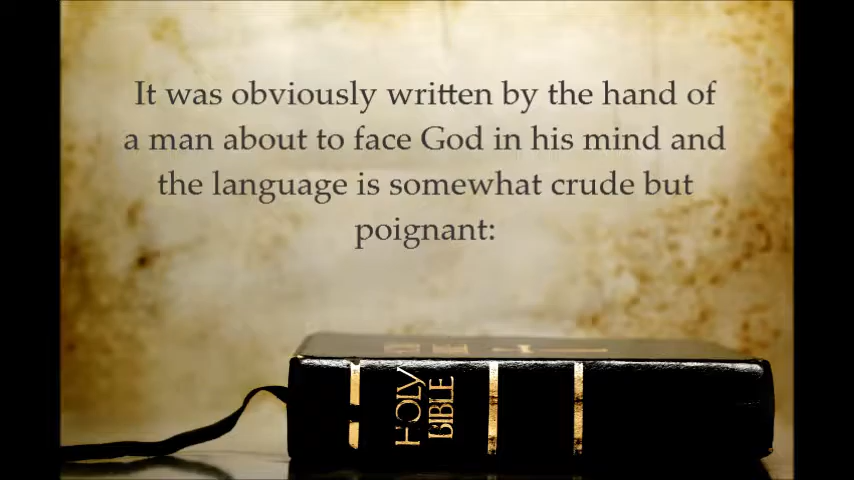 It was obviously written by the hand of
a man about to face God in his mind and
the language is somewhat crude but
poignant:
HOLY
BIBLE